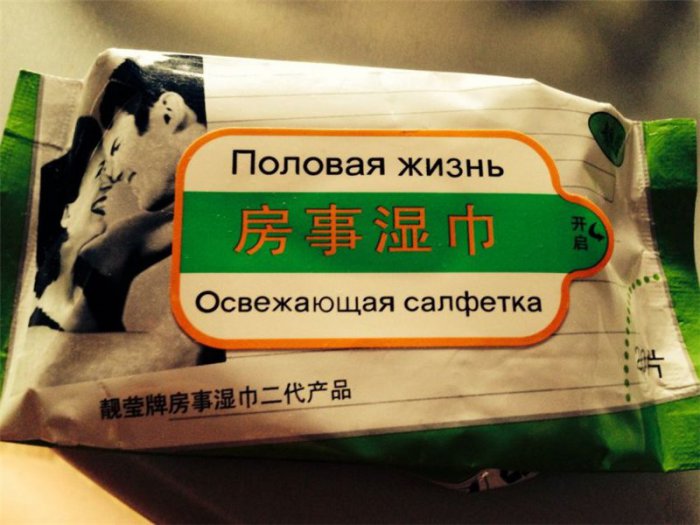 Половая жизнь
房事湿巾
开启
Освежающая салфетка
片
靓莹牌房事湿巾二代产品